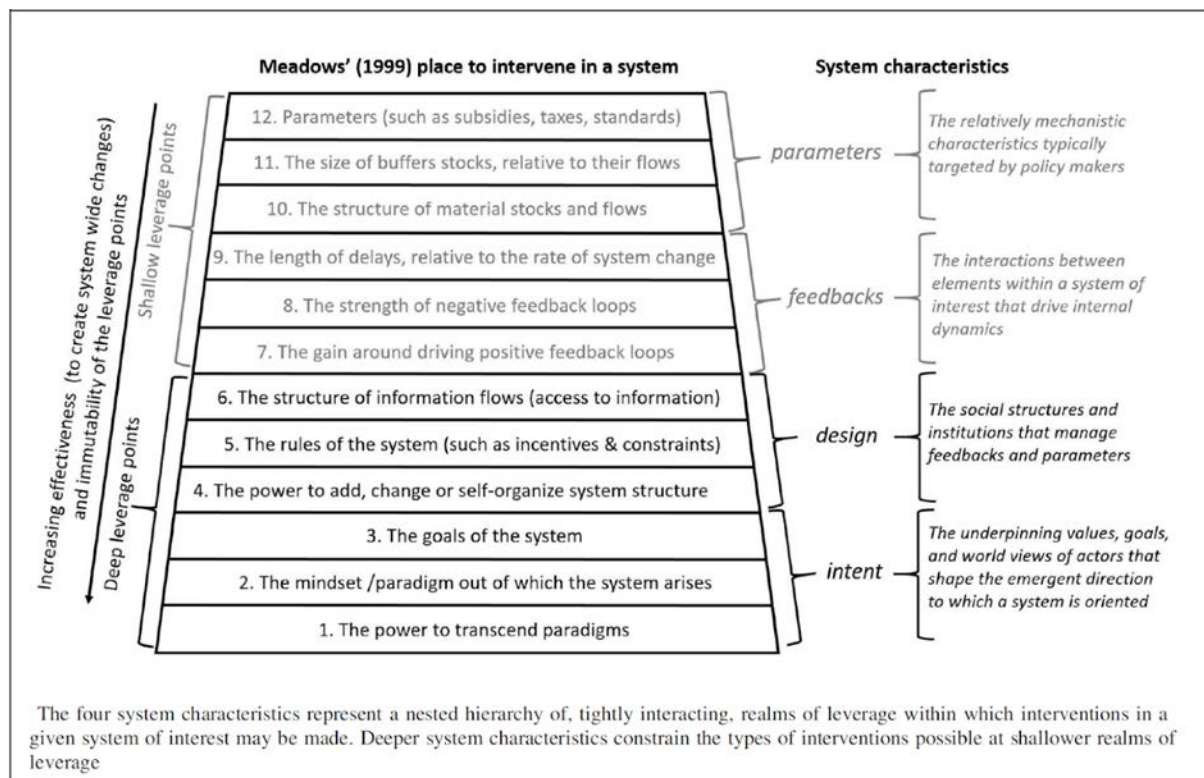 Meadows' (1999) place to intervene in a system
System characteristics
Increasing effectiveness (to create system wide changes)
and immutability of the leverage points
Shallow leverage points
Deep leverage points
12. Parameters (such as subsidies, taxes, standards)
11. The size of buffers stocks, relative to their flows
10. The structure of material stocks and flows
9. The length of delays, relative to the rate of system change
8. The strength of negative feedback loops
7. The gain around driving positive feedback loops
6. The structure of information flows (access to information)
5. The rules of the system (such as incentives & constraints)
4. The power to add, change or self-organize system structure
3. The goals of the system
2. The mindset /paradigm out of which the system arises
1. The power to transcend paradigms
parameters
The relatively mechanistic
characteristics typically
targeted by policy makers
feedbacks
The interactions between
elements within a system of
interest that drive internal
dynamics
design
The social structures and
institutions that manage
feedbacks and parameters
intent
The underpinning values, goals,
and world views of actors that
shape the emergent direction
to which a system is oriented
The four system characteristics represent a nested hierarchy of, tightly interacting, realms of leverage within which interventions in a
given system of interest may be made. Deeper system characteristics constrain the types of interventions possible at shallower realms of
leverage